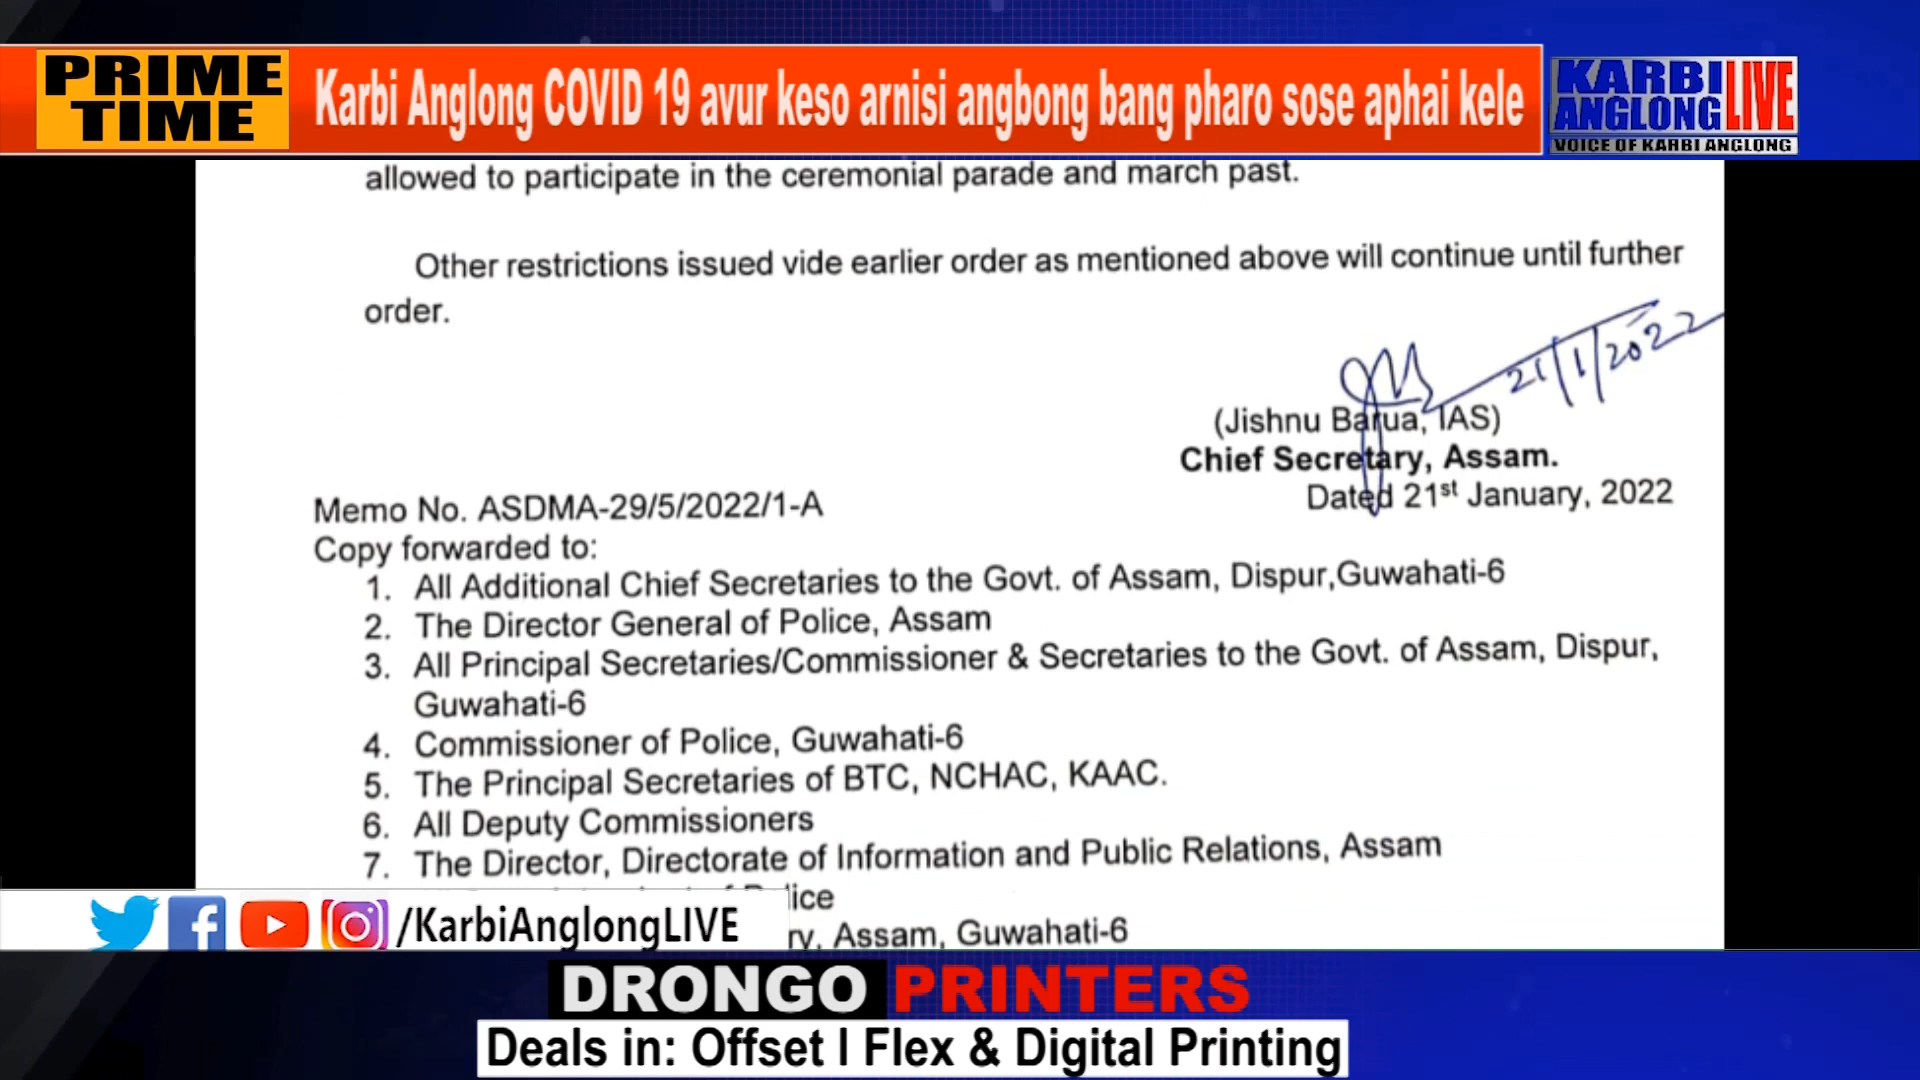 PRIME
TIME
Karbi Anglong COVID 19 avur keso arnisi angbong bang pharo sose aphai kele
KARBI
ANGLONG
LIVE
VOICE OF KARBI ANGLONG
allowed to participate in the ceremonial parade and march past.
Other restrictions issued vide earlier order as mentioned above will continue until further
order.
21/1/2022
(Jishnu Barua, IAS)
Chief Secretary, Assam.
Memo No. ASDMA-29/5/2022/1-A
Dated 21st January, 2022
Copy forwarded to:
1. All Additional Chief Secretaries to the Govt. of Assam, Dispur,Guwahati-6
2. The Director General of Police, Assam
3. All Principal Secretaries/Commissioner & Secretaries to the Govt. of Assam, Dispur,
Guwahati-6
4. Commissioner of Police, Guwahati-6
5. The Principal Secretaries of BTC, NCHAC, KAAC.
6. All Deputy Commissioners
7. The Director, Directorate of Information and Public Relations, Assam
/KarbiAnglongLIVE
Assam, Guwahati-6
DRONGO PRINTERS
Deals in: Offset I Flex & Digital Printing